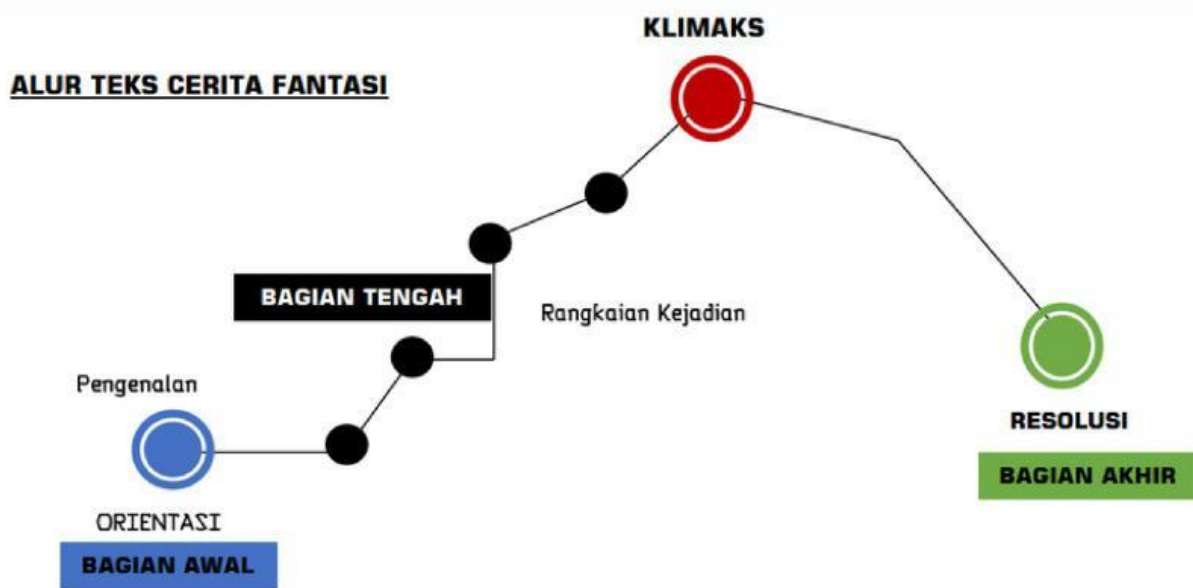 KLIMAKS
ALUR TEKS CERITA FANTASI
BAGIAN TENGAH
Rangkaian Kejadian
Pengenalan
ORIENTASI
BAGIAN AWAL
RESOLUSI
BAGIAN AKHIR